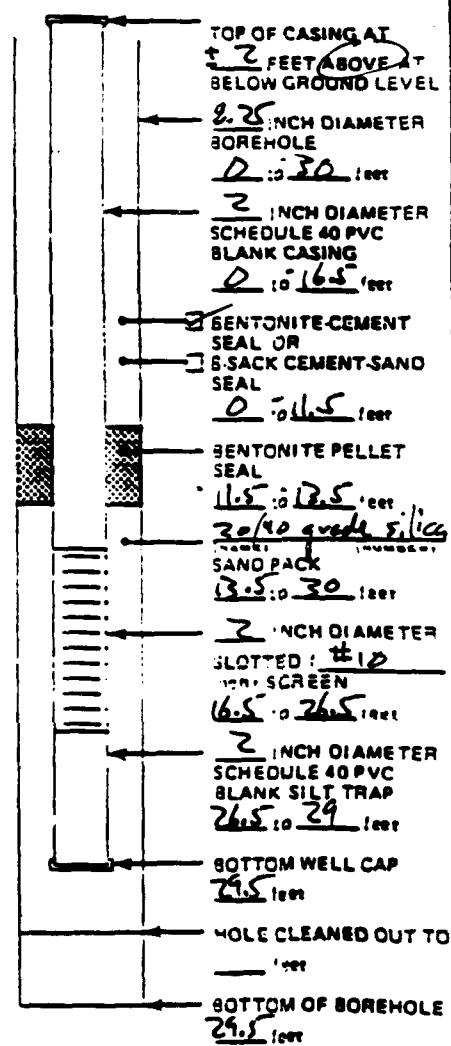 TOP OF CASING AT
± 2 FEET ABOVE AT
BELOW GROUND LEVEL
8.25 INCH DIAMETER
BOREHOLE
0 to 30 feet
2 INCH DIAMETER
SCHEDULE 40 PVC
BLANK CASING
0 to 16.5 feet
BENTONITE-CEMENT
SEAL OR
8-SACK CEMENT-SAND
SEAL
0 to 11.5 feet
BENTONITE PELLET
SEAL
11.5 to 13.5 feet
grade silica
(NUMBER)
SAND PACK
13.5 to 30 feet
2 INCH DIAMETER
SLOTTED #10
SCREEN
16.5 to 26.5 feet
2 INCH DIAMETER
SCHEDULE 40 PVC
BLANK SILT TRAP
26.5 to 29 feet
BOTTOM WELL CAP
29.5 feet
HOLE CLEANED OUT TO
feet
BOTTOM OF BOREHOLE
29.5 feet